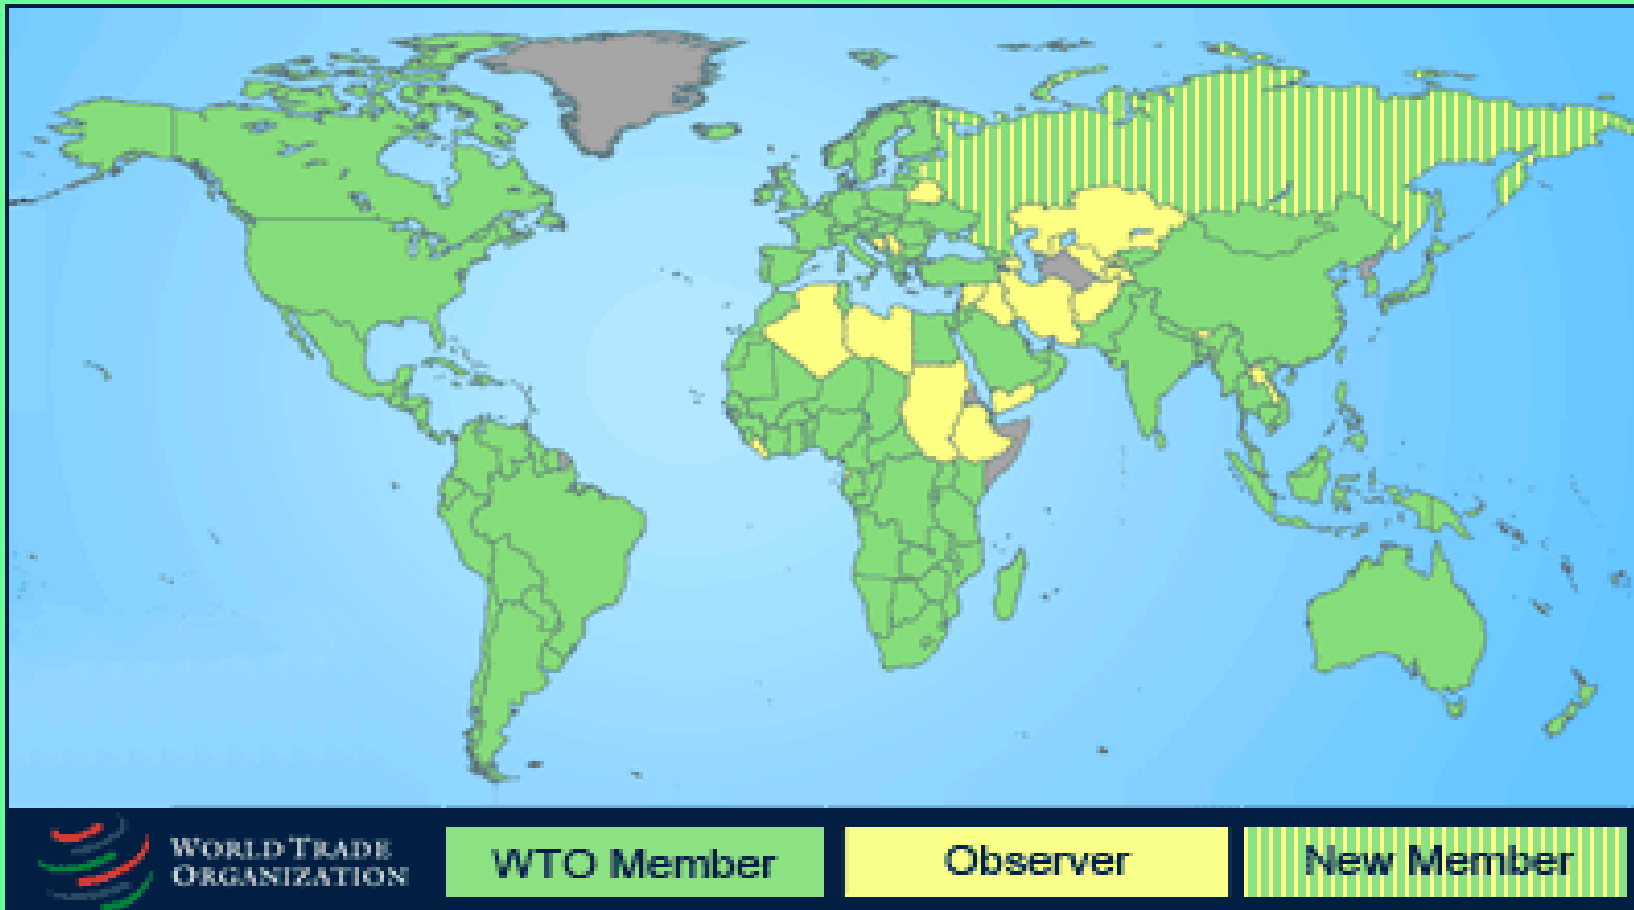 WORLD TRADE
ORGANIZATION
WTO Member
Observer
New Member